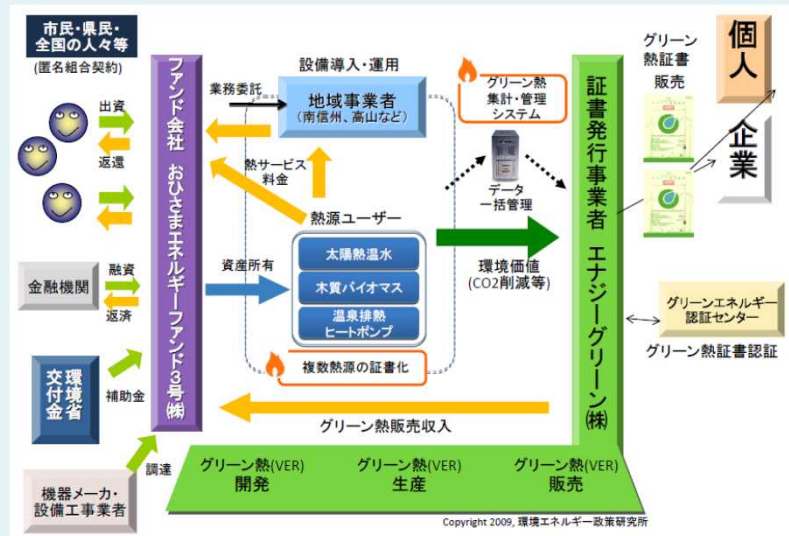 市民・県民・
全国の人々等
(匿名組合契約)
出資
返還
金融機関
融資
返済
環境省
交付金
補助金
機器メーカ・
設備工事業者
調達
ファンド会社 おひさまエネルギーファンド3号㈱
業務委託
設備導入・運用
地域事業者
(南信州、高山など)
熱サービス
料金
熱源ユーザー
資産所有
太陽熱温水
木質バイオマス
温泉排熱
ヒートポンプ
複数熱源の証書化
グリーン熱
集計・管理
システム
データ
一括管理
環境価値
(CO2削減等)
グリーン熱販売収入
証書発行事業者 エナジーグリーン㈱
グリーン
熱証書
販売
個人
企業
グリーンエネルギー
認証センター
グリーン熱証書認証
グリーン熱(VER)
開発
グリーン熱(VER)
生産
グリーン熱(VER)
販売
Copyright 2009, 環境エネルギー政策研究所